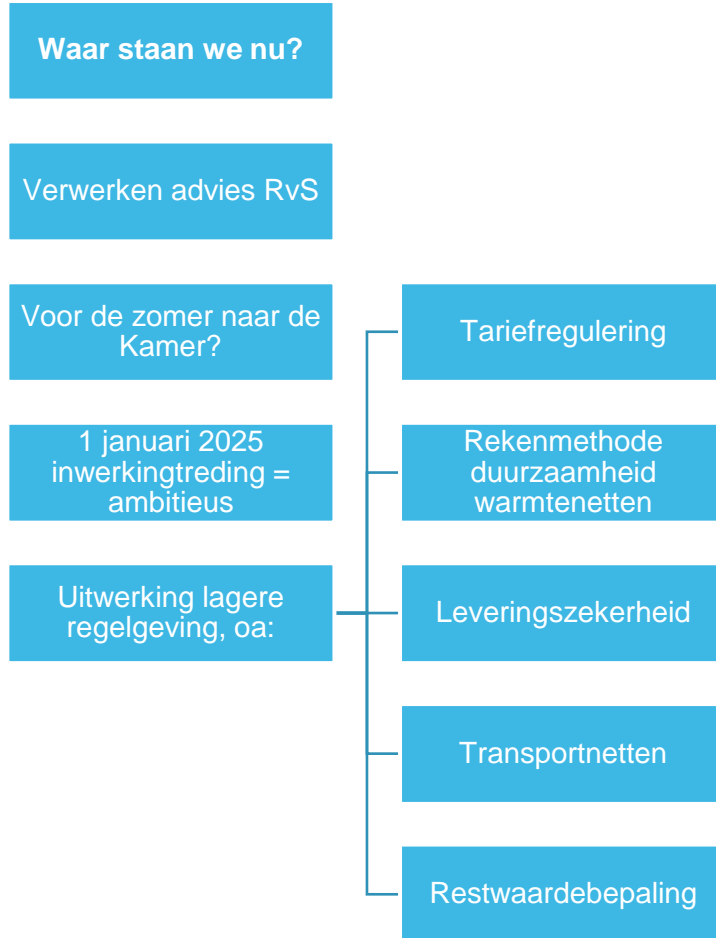 Waar staan we nu?
Verwerken advies RvS
Voor de zomer naar de
Kamer?
1 januari 2025
inwerkingtreding =
ambitieus
Uitwerking lagere
regelgeving, oa:
Tariefregulering
Rekenmethode
duurzaamheid
warmtenetten
Leveringszekerheid
Transportnetten
Restwaardebepaling